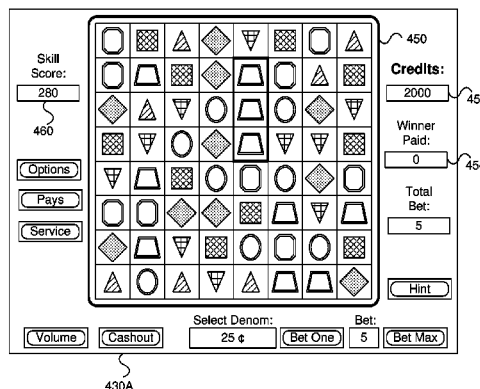 450
Skill
Score:
280
460
Credits:
2000
45
Winner
Paid:
0
45
Options
Pays
Service
Total
Bet:
5
Hint
Select Denom:
Bet:
Volume
Cashout
25 ¢
Bet One
5
Bet Max
430A